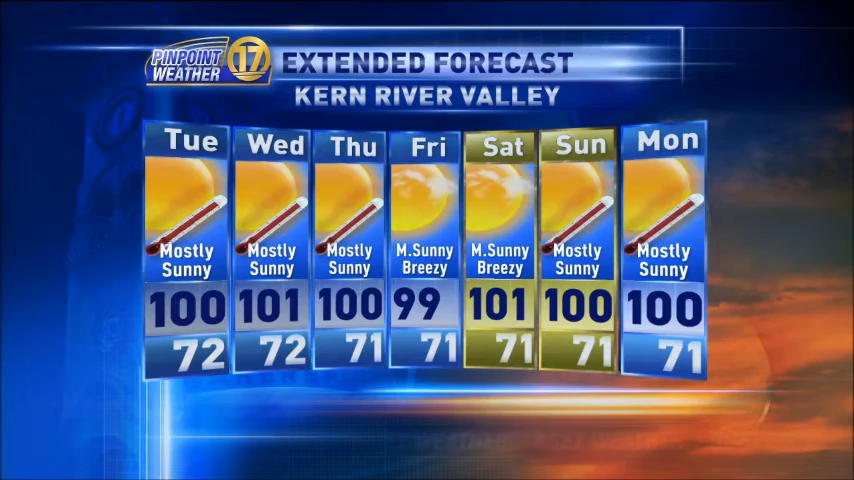 PINPOINT
WEATHER
17
EXTENDED FORECAST
KERN RIVER VALLEY
Tue Wed Thu Fri Sat Sun Mon
Mostly Mostly Mostly M.Sunny M.Sunny Mostly Mostly
Sunny Sunny Sunny Breezy Breezy Sunny Sunny
100 101 100 99 101 100 100
72 72 71 71 71 71 71